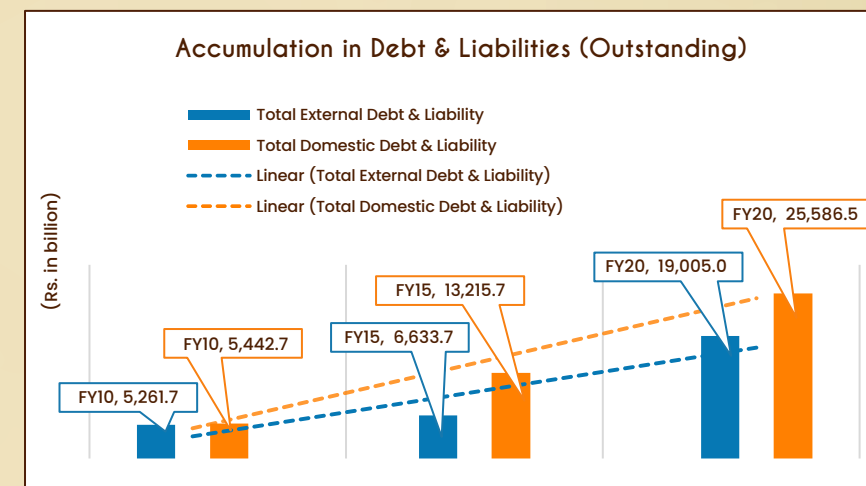 Accumulation in Debt & Liabilities (Outstanding)
Total External Debt & Liability
Total Domestic Debt & Liability
Linear (Total External Debt & Liability)
Linear (Total Domestic Debt & Liability)
(Rs. in billion)
FY10, 5,261.7
FY10, 5,442.7
FY15, 6,633.7
FY15, 13,215.7
FY20, 19,005.0
FY20, 25,586.5